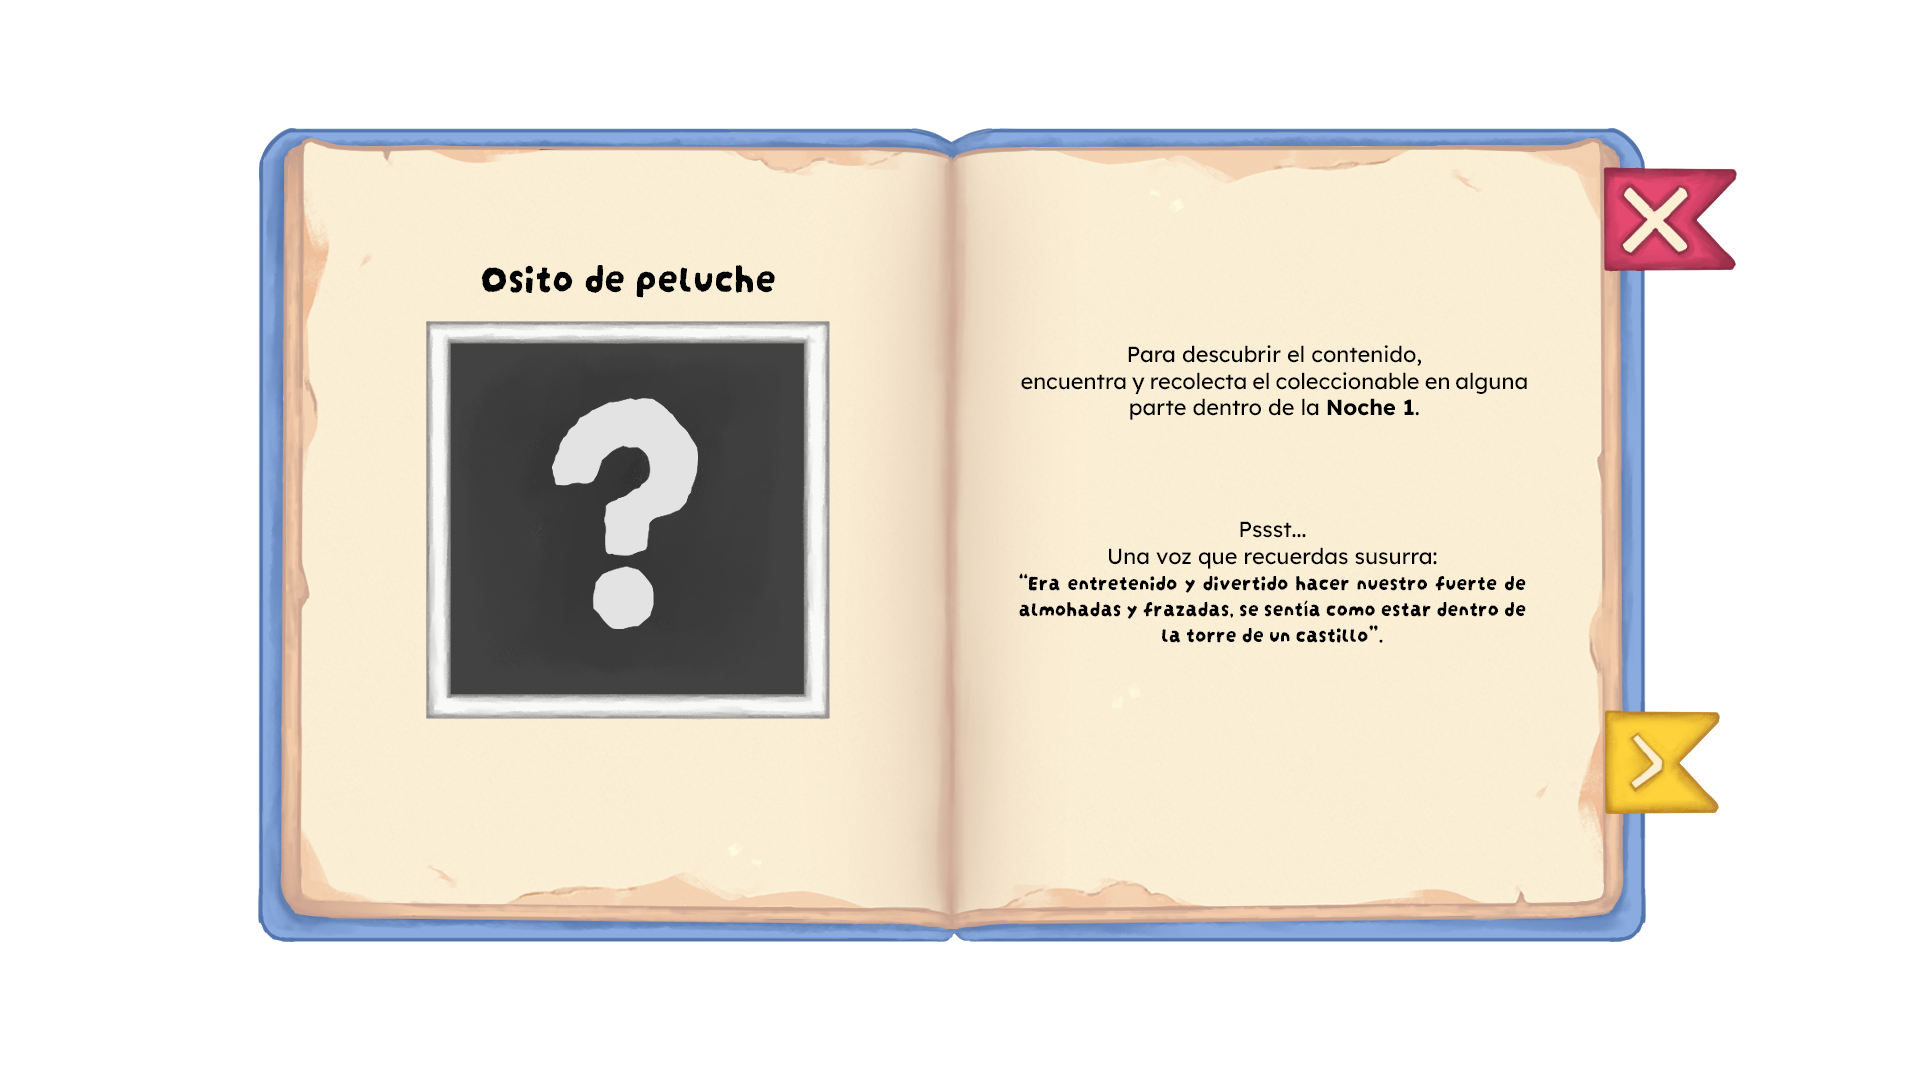 Osito de peluche
?
Para descubrir el contenido,
encuentra y recolecta el coleccionable en alguna
parte dentro de la Noche 1.
Pssst...
Una voz que recuerdas susurra:
“Era entretenido y divertido hacer nuestro fuerte de
almohadas y frazadas, se sentía como estar dentro de
la torre de un castillo”.